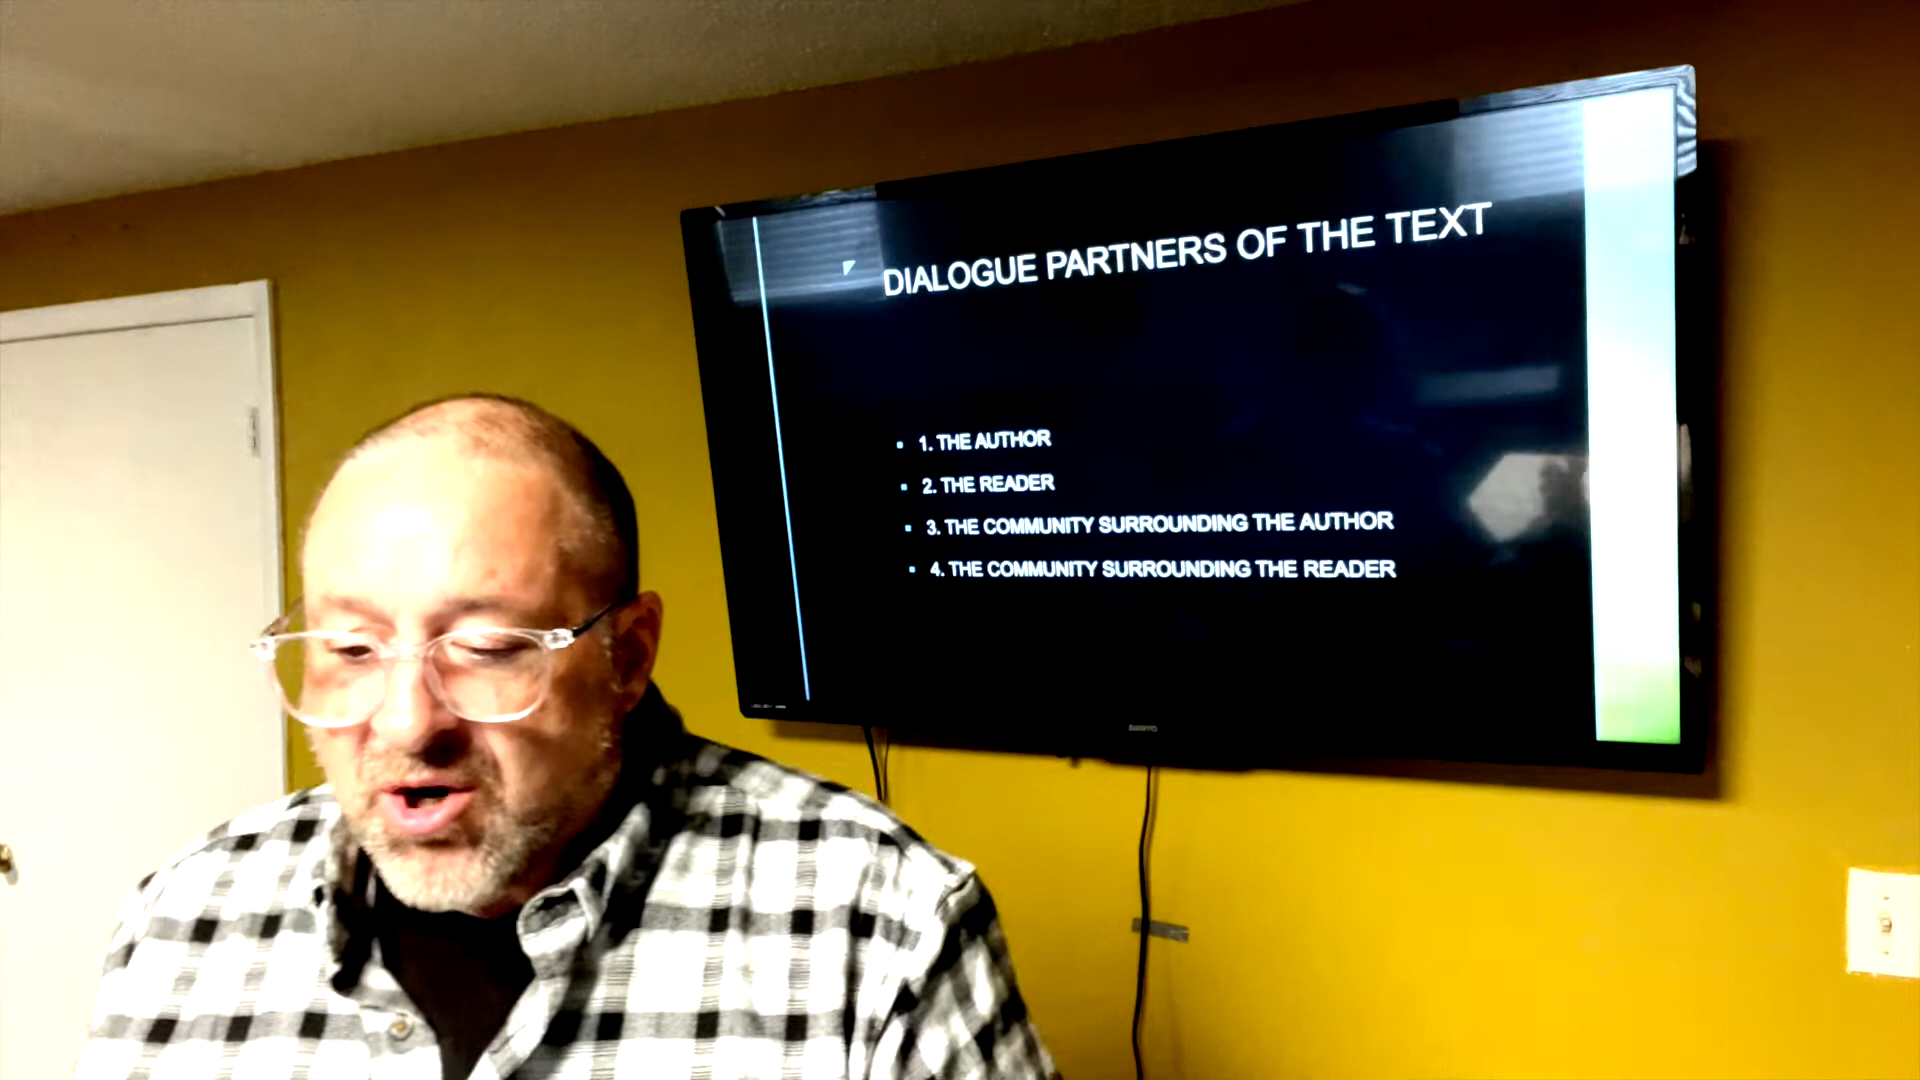 DIALOGUE PARTNERS OF THE TEXT
1. THE AUTHOR
2. THE READER
3. THE COMMUNITY SURROUNDING THE AUTHOR
4. THE COMMUNITY SURROUNDING THE READER
SANYO